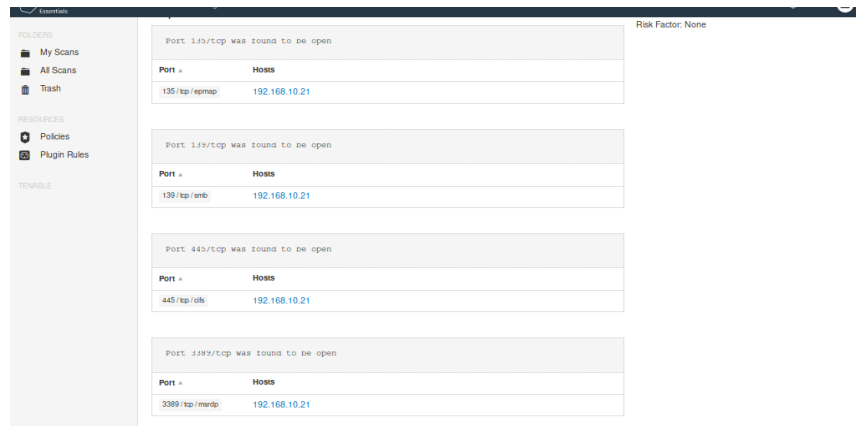 Essentials
FOLDERS
My Scans
All Scans
Trash
RESOURCES
Policies
Plugin Rules
TENABLE
Port 135/tcp was found to be open
Port Hosts
135 / tcp / epmap 192.168.10.21
Port 139/tcp was found to be open
Port Hosts
139 / tcp / smb 192.168.10.21
Port 445/tcp was found to be open
Port Hosts
445 / tcp / cifs 192.168.10.21
Port 3389/tcp was found to be open
Port Hosts
3389 / tcp / msrdp 192.168.10.21
Risk Factor: None